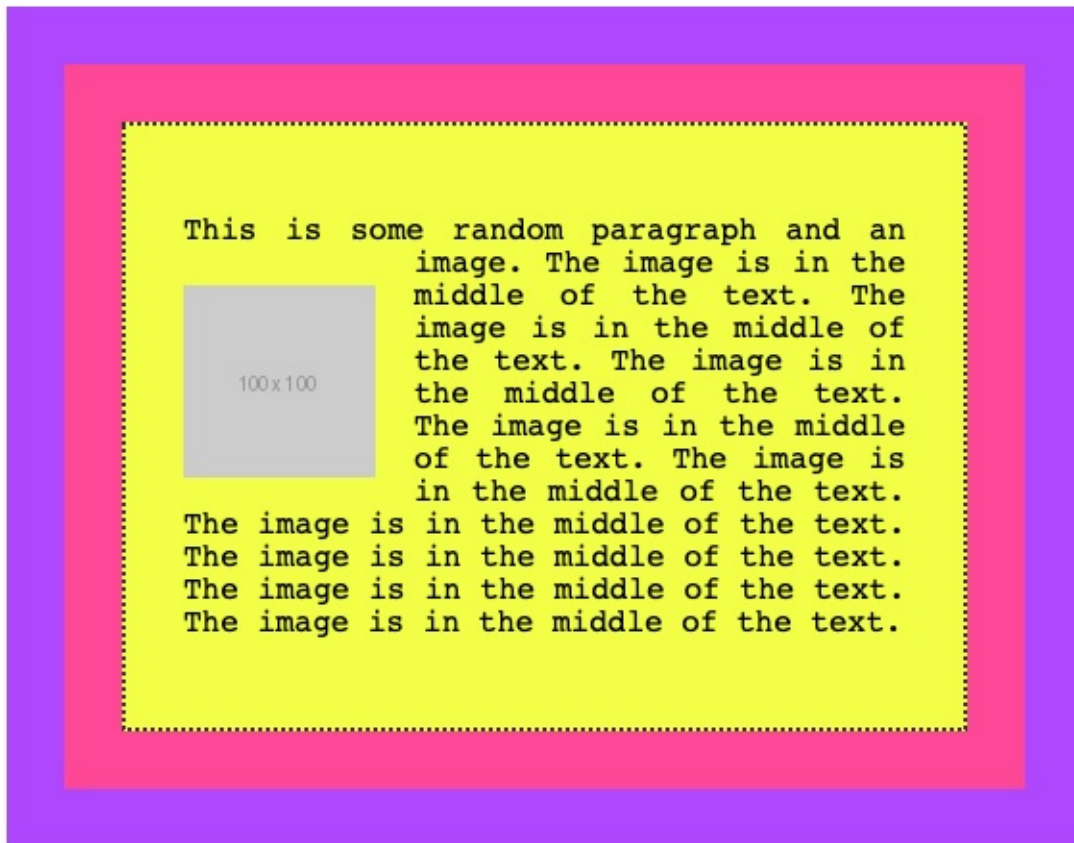 This is some random paragraph and an
image. The image is in the
middle of the text. The
image is in the middle of
the text. The image is in
100 x 100
the middle of the text.
The image is in the middle
of the text. The image is
in the middle of the text.
The image is in the middle of the text.
The image is in the middle of the text.
The image is in the middle of the text.
The image is in the middle of the text.